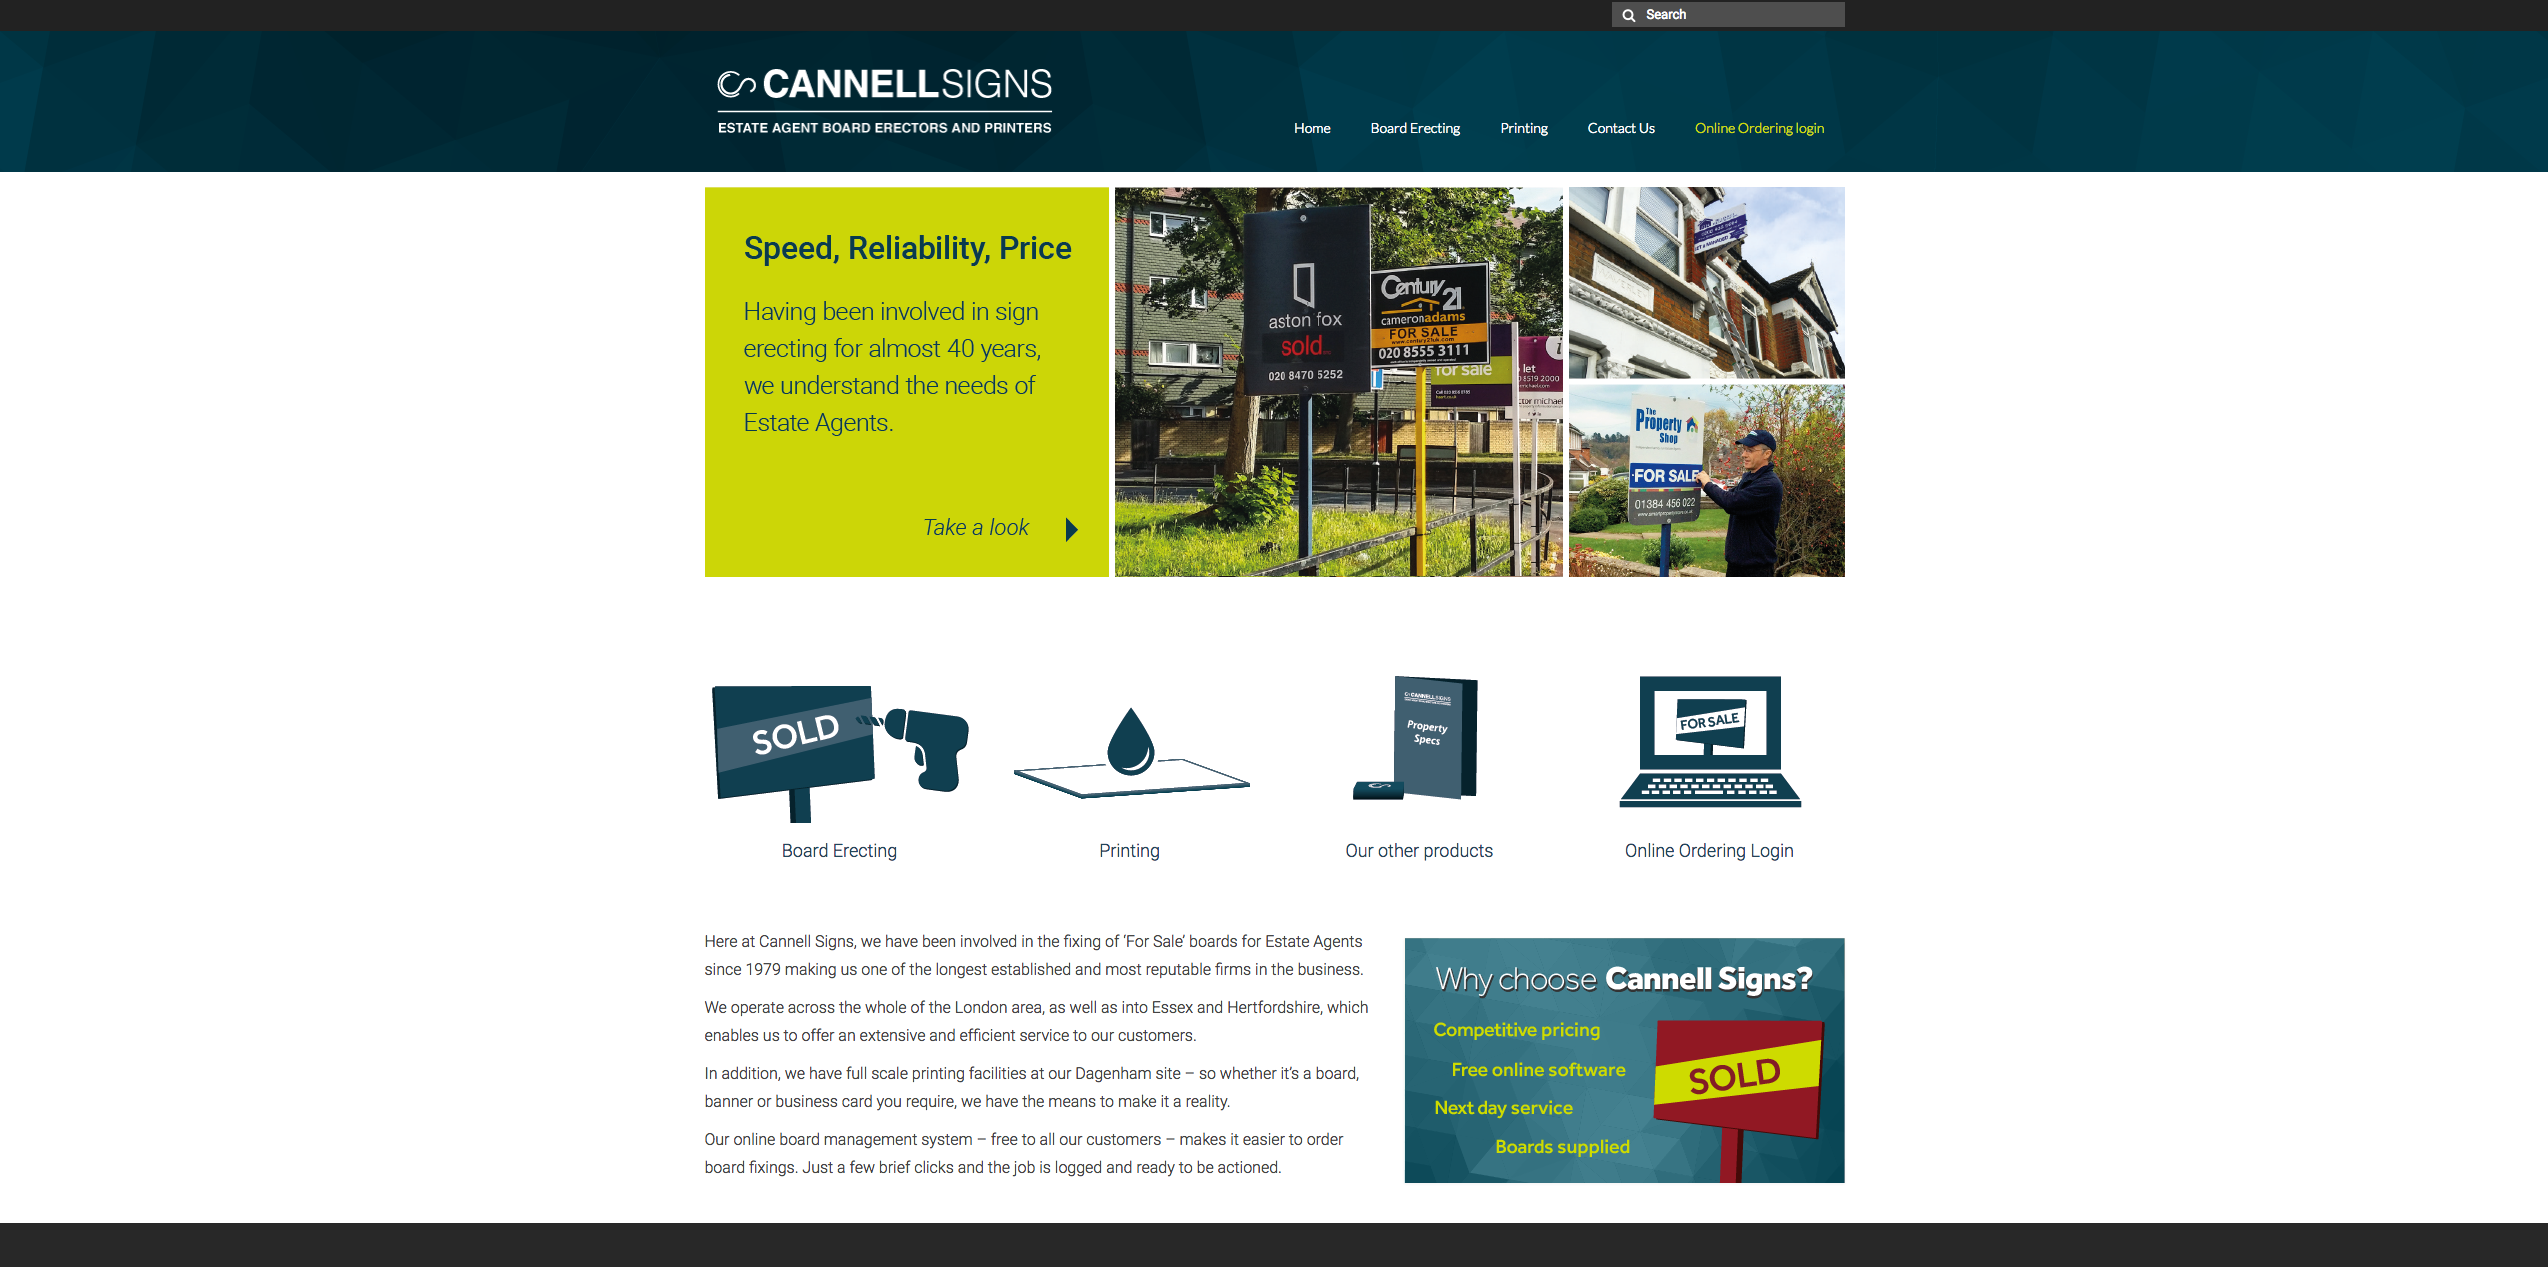 Search
CANNELLSIGNS
ESTATE AGENT BOARD ERECTORS AND PRINTERS
Home
Board Erecting
Printing
Contact Us
Online Ordering login
Speed, Reliability, Price
Having been involved in sign
erecting for almost 40 years,
we understand the needs of
Estate Agents.
Take a look
aston fox
sold
020 8470 5252
Century 21
cameronadams
FOR SALE
www.century21uk.com
020 8555 3111
for sale
let
8519 2000
The
Property
Shop
FOR SALE
01384 456 022
SOLD
CANNELLSIGNS
Property
Specs
FOR SALE
Board Erecting
Printing
Our other products
Online Ordering Login
Here at Cannell Signs, we have been involved in the fixing of ‘For Sale’ boards for Estate Agents
since 1979 making us one of the longest established and most reputable firms in the business.
We operate across the whole of the London area, as well as into Essex and Hertfordshire, which
enables us to offer an extensive and efficient service to our customers.
In addition, we have full scale printing facilities at our Dagenham site – so whether it’s a board,
banner or business card you require, we have the means to make it a reality.
Our online board management system – free to all our customers – makes it easier to order
board fixings. Just a few brief clicks and the job is logged and ready to be actioned.
Why choose Cannell Signs?
Competitive pricing
Free online software
Next day service
Boards supplied
SOLD